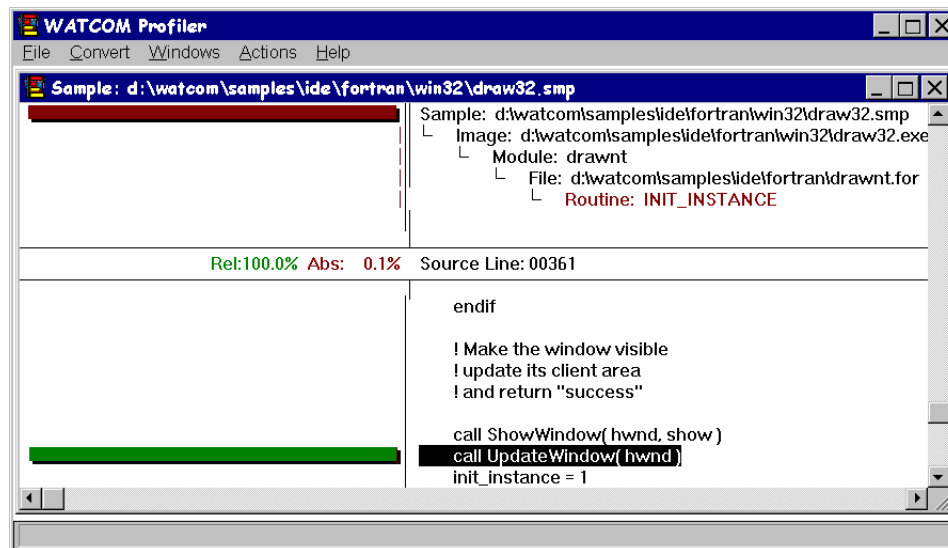 WATCOM Profiler
File Convert Windows Actions Help
Sample: d:\watcom\samples\ide\fortran\win32\draw32.smp
Sample: d:\watcom\samples\ide\fortran\win32\draw32.smp
Image: d:\watcom\samples\ide\fortran\win32\draw32.exe
Module: drawnt
File: d:\watcom\samples\ide\fortran\drawnt.for
Routine: INIT_INSTANCE
Rel:100.0% Abs: 0.1% Source Line: 00361
endif
! Make the window visible
! update its client area
! and return "success"
call ShowWindow( hwnd, show )
call UpdateWindow( hwnd )
init_instance = 1